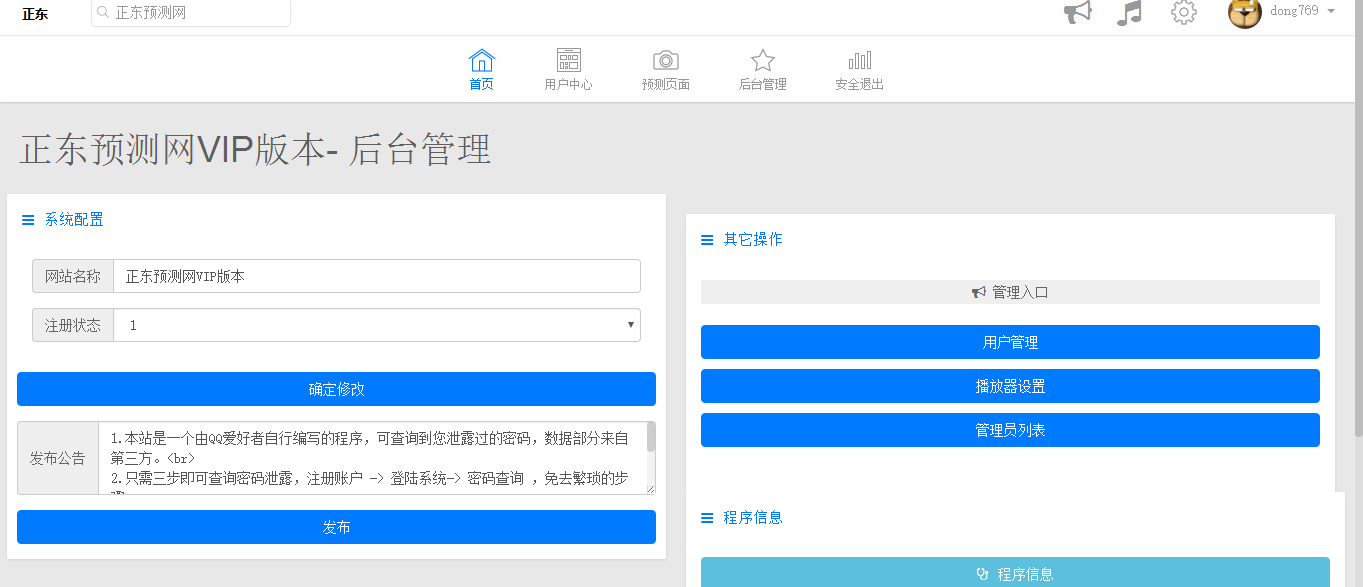 正东
正东预测网
dong769
首页
用户中心
预测页面
后台管理
安全退出
正东预测网VIP版本- 后台管理
系统配置
网站名称
正东预测网VIP版本
注册状态
1
确定修改
发布公告
1.本站是一个由QQ爱好者自行编写的程序，可查询到您泄露过的密码，数据部分来自
第三方。<br>
2.只需三步即可查询密码泄露，注册账户 -> 登陆系统-> 密码查询 ，免去繁琐的步
发布
其它操作
管理入口
用户管理
播放器设置
管理员列表
程序信息
程序信息